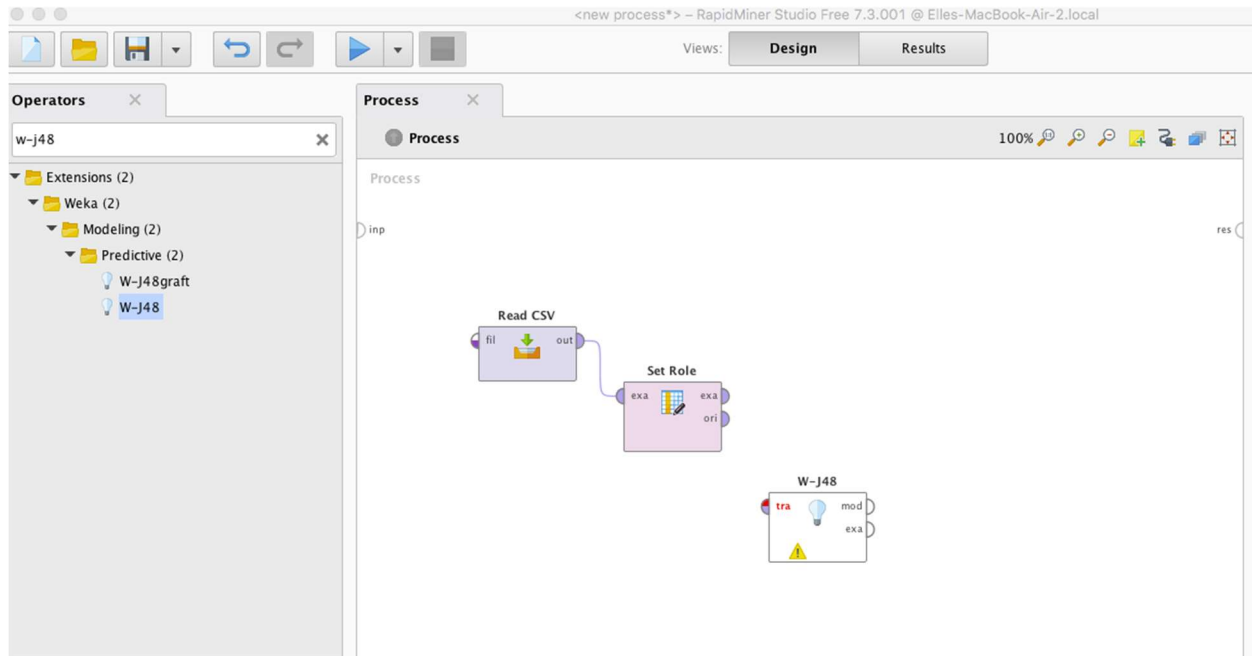 <new process*> – RapidMiner Studio Free 7.3.001 @ Elles-MacBook-Air-2.local
Views: Design Results
Operators
Process
w-j48
Process
100%
Extensions (2)
Weka (2)
Modeling (2)
Predictive (2)
W-J48graft
W-J48
Process
inp
res
Read CSV
fil out
Set Role
exa exa
ori
W-J48
tra mod
exa